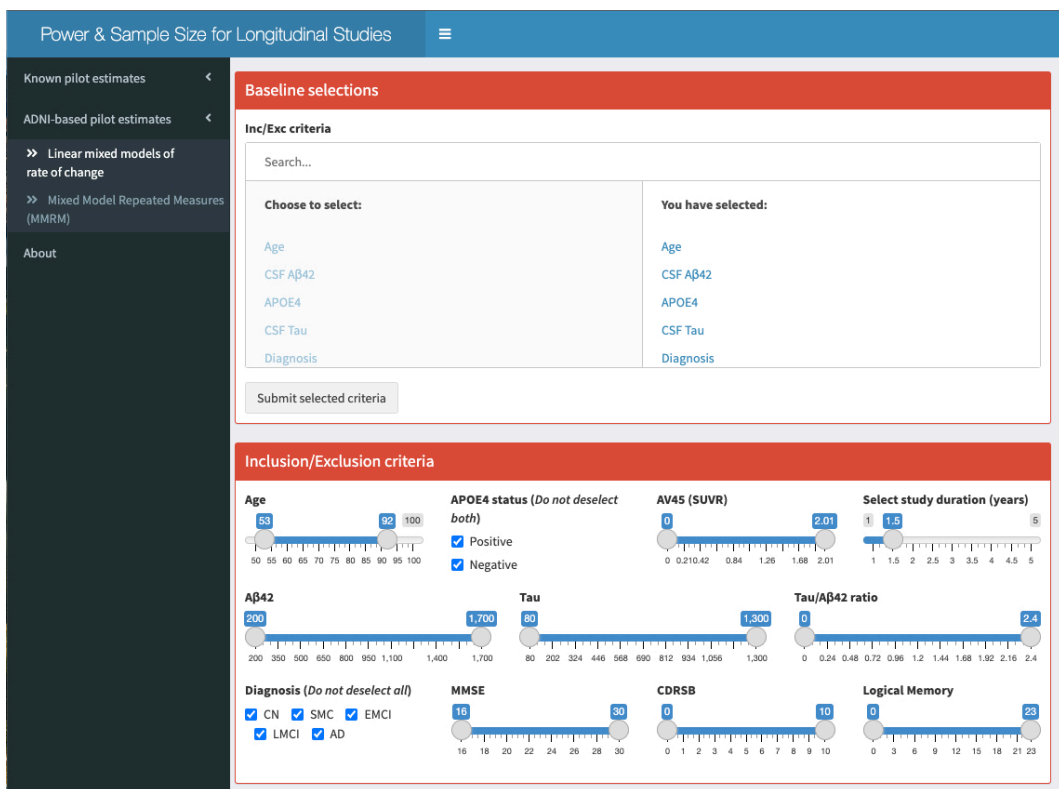 Power & Sample Size for Longitudinal Studies
Known pilot estimates
ADNI-based pilot estimates
Linear mixed models of
rate of change
Mixed Model Repeated Measures
(MMRM)
About
Baseline selections
Inc/Exc criteria
Search...
Choose to select:
Age
CSF Aβ42
APOE4
CSF Tau
Diagnosis
You have selected:
Age
CSF Aβ42
APOE4
CSF Tau
Diagnosis
Submit selected criteria
Inclusion/Exclusion criteria
Age
53 92 100
50 55 60 65 70 75 80 85 90 95 100
APOE4 status (Do not deselect
both)
Positive
Negative
AV45 (SUVR)
0 2.01
0 0.21 0.42 0.84 1.26 1.68 2.01
Select study duration (years)
1 1.5 5
1 1.5 2 2.5 3 3.5 4 4.5 5
Aβ42
200 1,700
200 350 500 650 800 950 1,100 1,400 1,700
Tau
80 1,300
80 202 324 446 568 690 812 934 1,056 1,300
Tau/Aβ42 ratio
0 2.4
0 0.24 0.48 0.72 0.96 1.2 1.44 1.68 1.92 2.16 2.4
Diagnosis (Do not deselect all)
CN SMC EMCI
LMCI AD
MMSE
16 30
16 18 20 22 24 26 28 30
CDRSB
0 10
0 1 2 3 4 5 6 7 8 9 10
Logical Memory
0 23
0 3 6 9 12 15 18 21 23